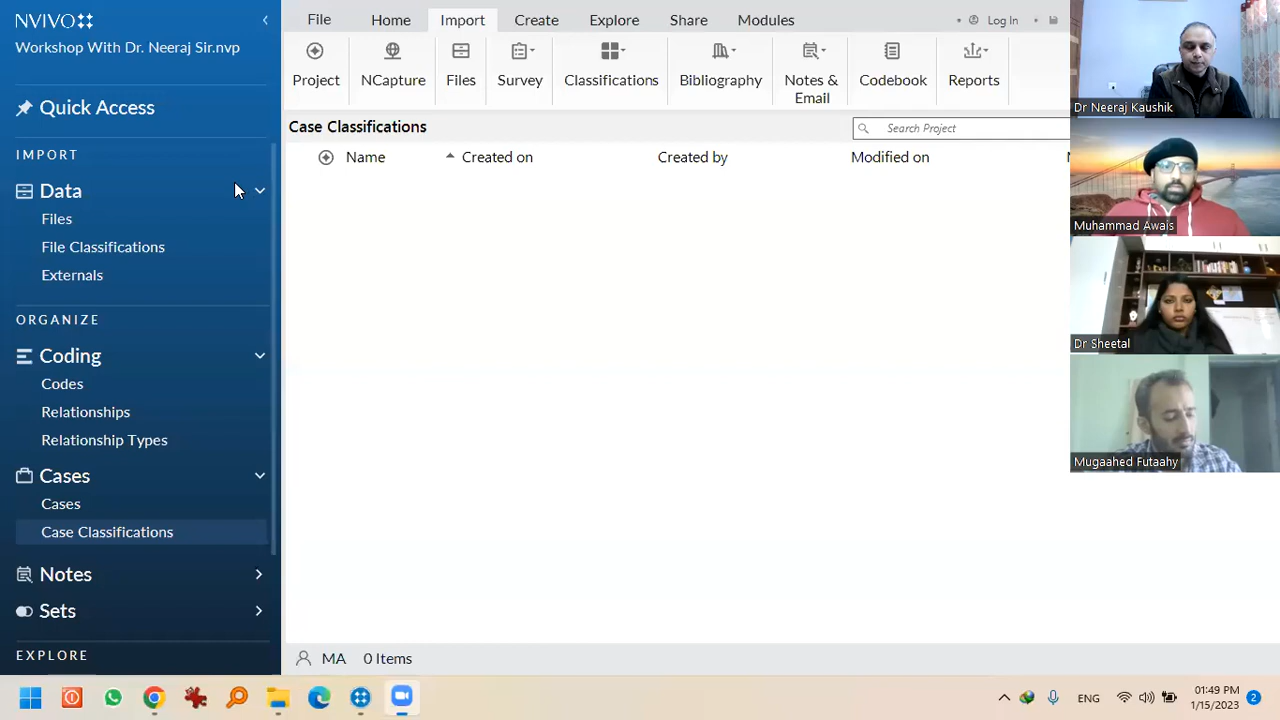 NVIVO
Workshop With Dr. Neeraj Sir.nvp
Quick Access
IMPORT
Data
Files
File Classifications
Externals
ORGANIZE
Coding
Codes
Relationships
Relationship Types
Cases
Cases
Case Classifications
Notes
Sets
EXPLORE
File Home Import Create Explore Share Modules Log In
Project NCapture Files Survey Classifications Bibliography Notes & Email Codebook Reports
Case Classifications Search Project
Name Created on Created by Modified on
MA 0 Items
Dr Neeraj Kaushik
Muhammad Awais
Dr Sheetal
Mugaahed Futaahy
ENG
01:49 PM
1/15/2023
2